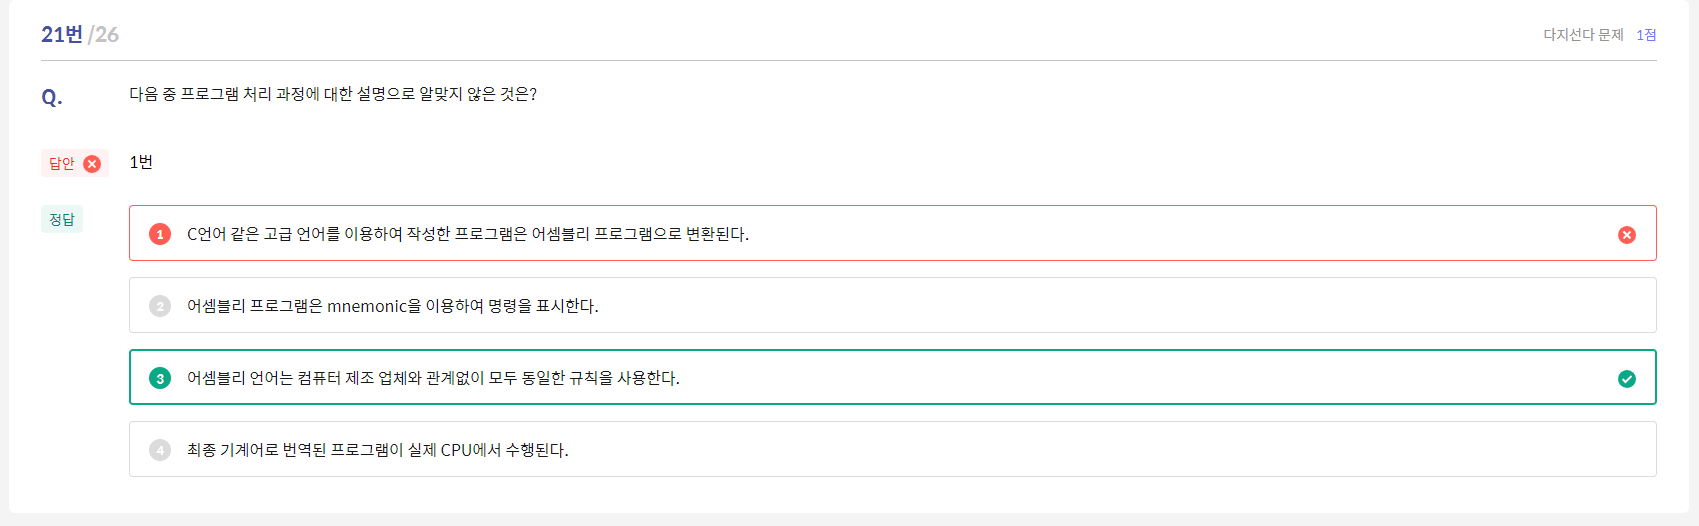 21번 /26
다지선다 문제 1점
Q. 다음 중 프로그램 처리 과정에 대한 설명으로 알맞지 않은 것은?
답안 1번
정답
1 C언어 같은 고급 언어를 이용하여 작성한 프로그램은 어셈블리 프로그램으로 변환된다.
2 어셈블리 프로그램은 mnemonic을 이용하여 명령을 표시한다.
3 어셈블리 언어는 컴퓨터 제조 업체와 관계없이 모두 동일한 규칙을 사용한다.
4 최종 기계어로 번역된 프로그램이 실제 CPU에서 수행된다.